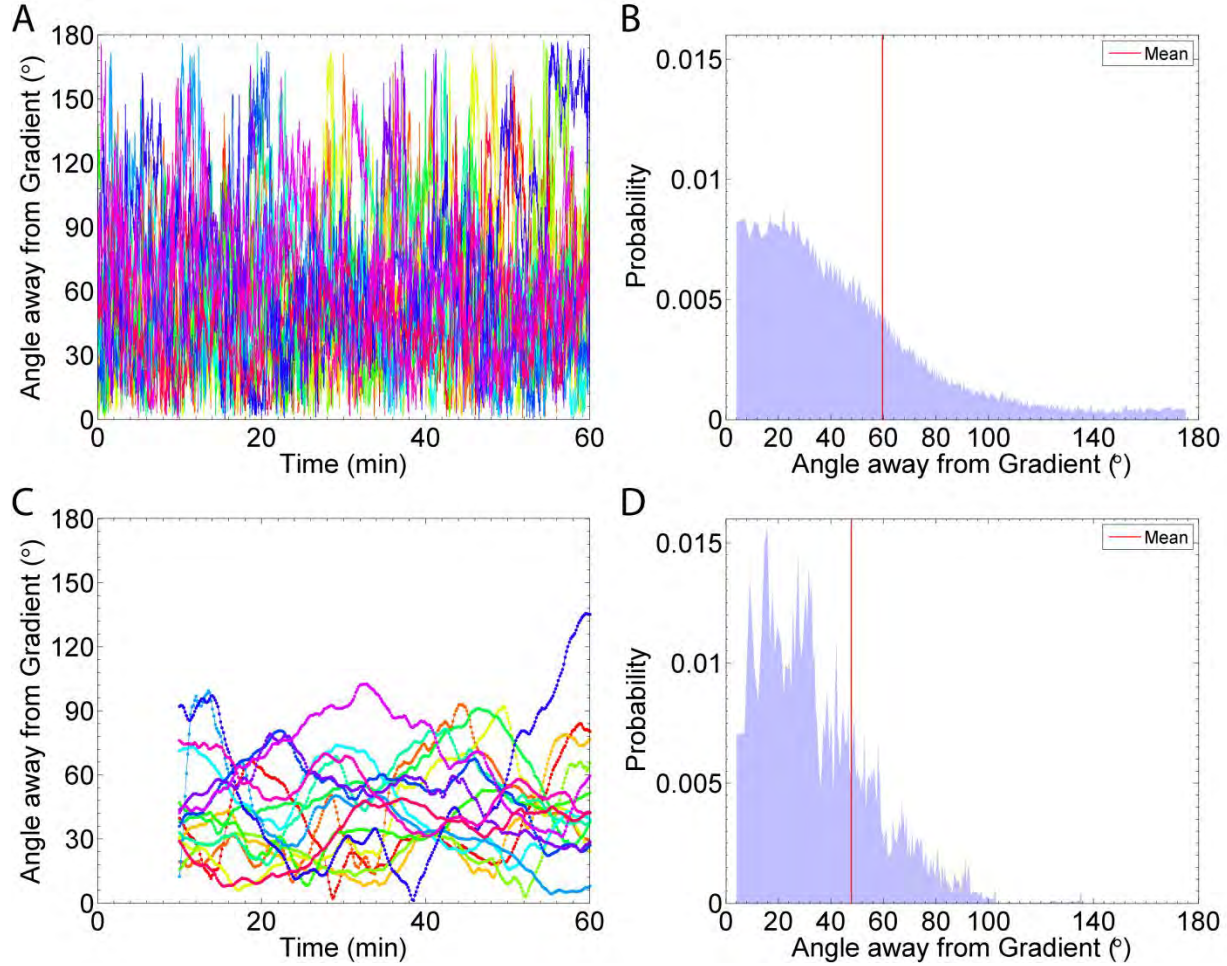 A
180
150
120
90
60
30
0
Angle away from Gradient (°)
0 20 40 60
Time (min)
B
0.015
0.01
0.005
0
Probability
Mean
0 20 40 60 80 100 140 180
Angle away from Gradient (°)
C
180
150
120
90
60
30
0
Angle away from Gradient (°)
0 20 40 60
Time (min)
D
0.015
0.01
0.005
0
Probability
Mean
0 20 40 60 80 100 140 180
Angle away from Gradient (°)